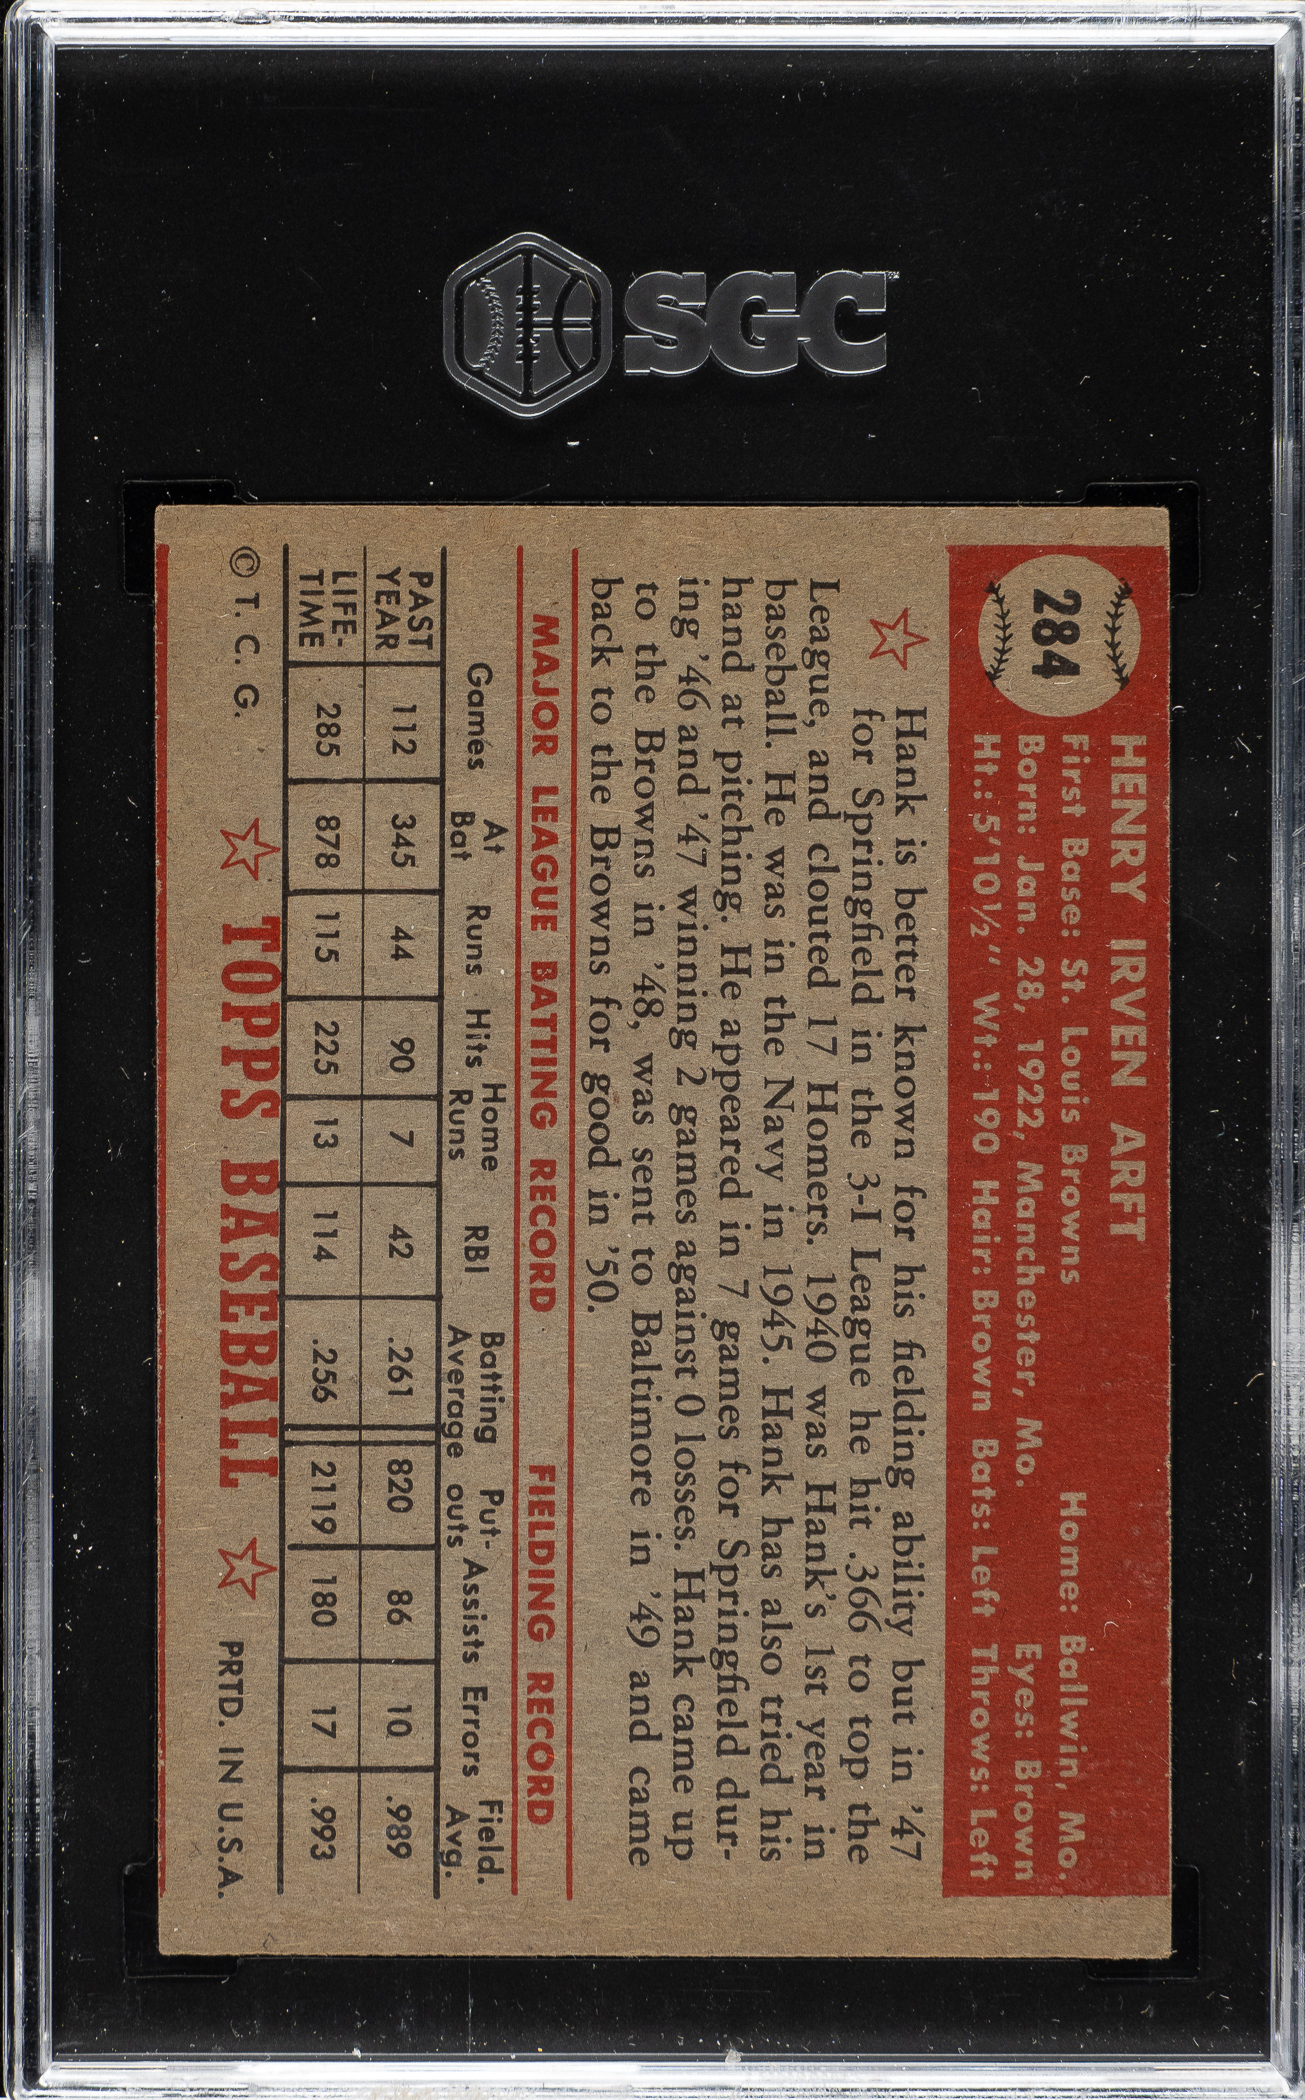 SGC
284
HENRY IRVEN ARFT
First Base: St. Louis Browns Home: Ballwin, Mo.
Born: Jan. 28, 1922, Manchester, Mo. Eyes: Brown
Ht.: 5'10½" Wt.: 190 Hair: Brown Bats: Left Throws: Left
Hank is better known for his fielding ability but in '47
for Springfield in the 3-I League he hit .366 to top the
League, and clouted 17 Homers. 1940 was Hank's 1st year in
baseball. He was in the Navy in 1945. Hank has also tried his
hand at pitching. He appeared in 7 games for Springfield dur-
ing '46 and '47 winning 2 games against 0 losses. Hank came up
to the Browns in '48, was sent to Baltimore in '49 and came
back to the Browns for good in '50.
MAJOR LEAGUE BATTING RECORD FIELDING RECORD
Games At Bat Runs Hits Home Runs RBI Batting Average Put-outs Assists Errors Field. Avg.
PAST YEAR 112 345 44 90 7 42 .261 820 86 10 .989
LIFE-TIME 285 878 115 225 13 114 .256 2119 180 17 .993
© T. C. G. TOPPS BASEBALL PRTD. IN U.S.A.